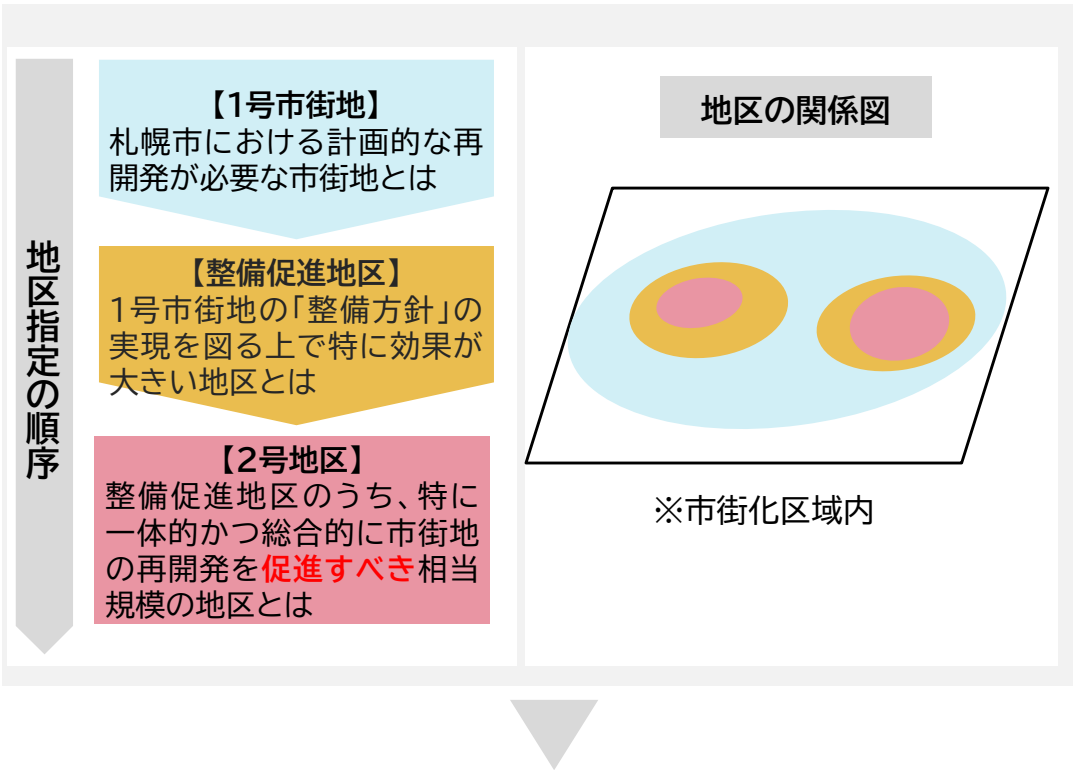 地区指定の順序
【1号市街地】
札幌市における計画的な再
開発が必要な市街地とは
【整備促進地区】
1号市街地の「整備方針」の
実現を図る上で特に効果が
大きい地区とは
【2号地区】
整備促進地区のうち、特に
一体的かつ総合的に市街地
の再開発を促進すべき相当
規模の地区とは
地区の関係図
※市街化区域内